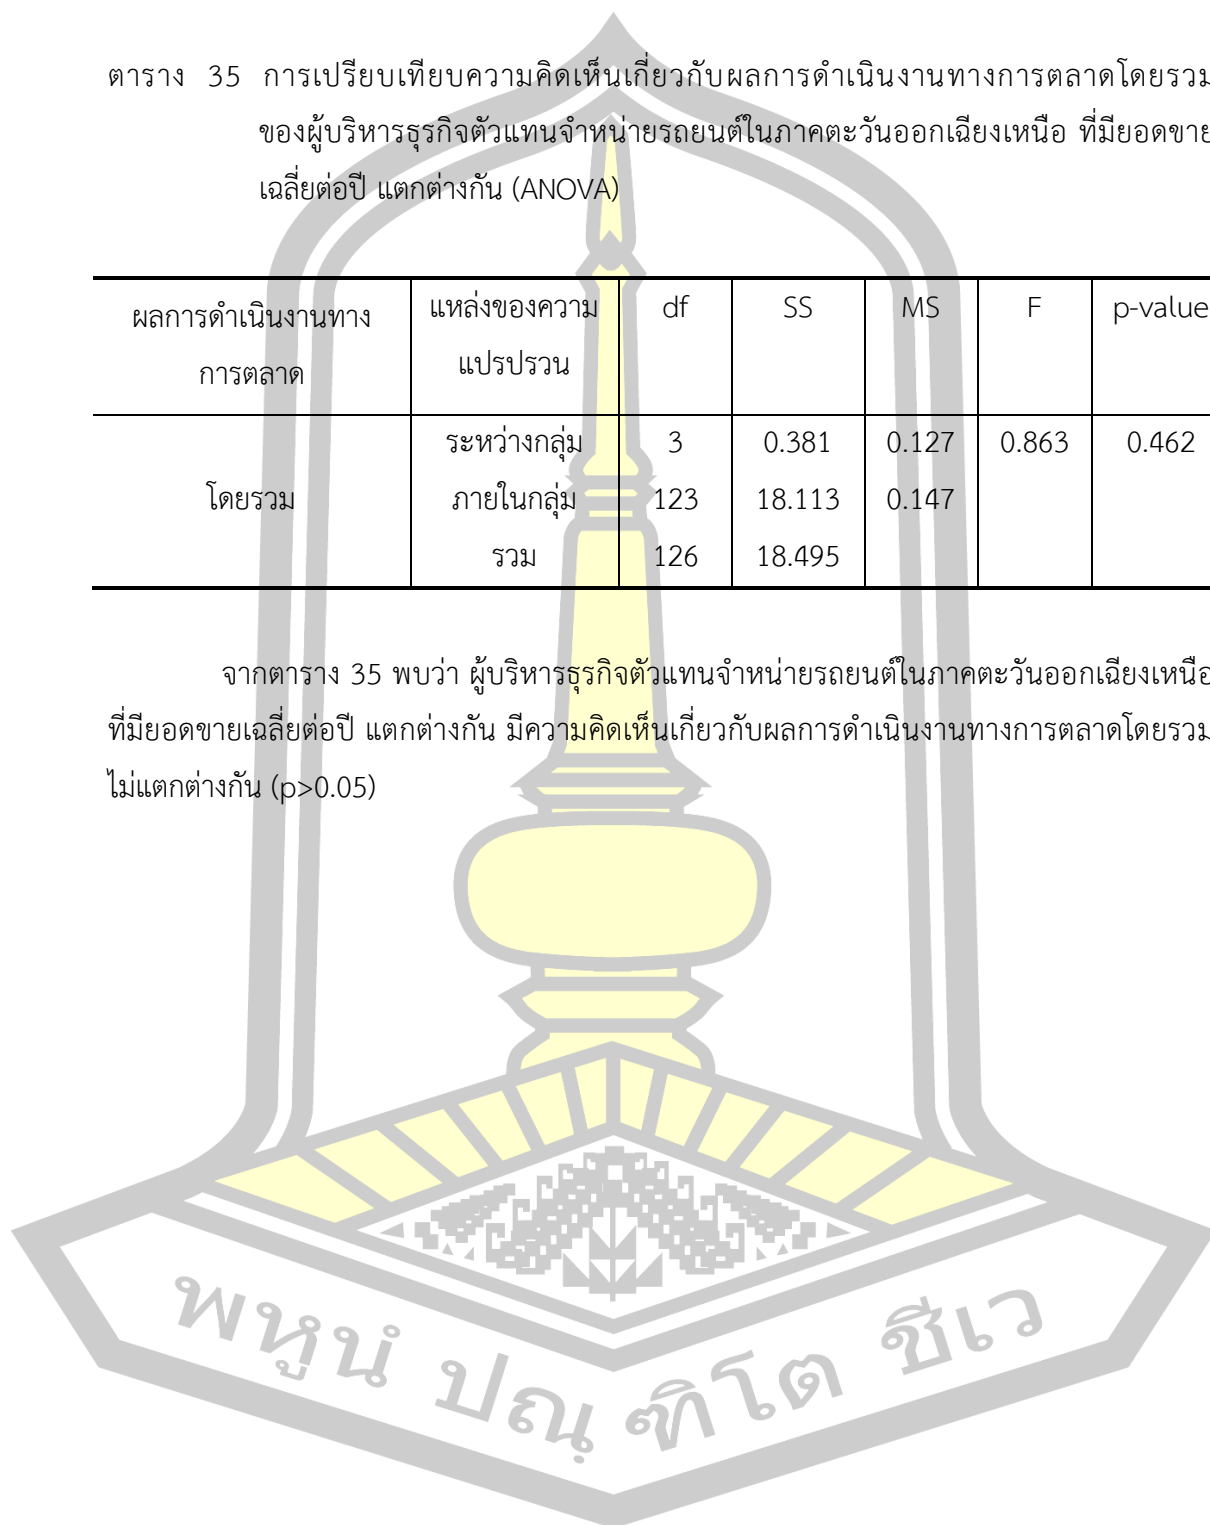 ตาราง 35 การเปรียบเทียบความคิดเห็นเกี่ยวกับผลการดำเนินงานทางการตลาดโดยรวม
ของผู้บริหารธุรกิจตัวแทนจำหน่ายรถยนต์ในภาคตะวันออกเฉียงเหนือ ที่มียอดขาย
เฉลี่ยต่อปี แตกต่างกัน (ANOVA)
ผลการดำเนินงานทาง แหล่งของความ df SS MS F p-value
การตลาด แปรปรวน
ระหว่างกลุ่ม 3 0.381 0.127 0.863 0.462
โดยรวม ภายในกลุ่ม 123 18.113 0.147
รวม 126 18.495
จากตาราง 35 พบว่า ผู้บริหารธุรกิจตัวแทนจำหน่ายรถยนต์ในภาคตะวันออกเฉียงเหนือ
ที่มียอดขายเฉลี่ยต่อปี แตกต่างกัน มีความคิดเห็นเกี่ยวกับผลการดำเนินงานทางการตลาดโดยรวม
ไม่แตกต่างกัน (p>0.05)
พหูนํ ปณฺฑิโต ชีเว